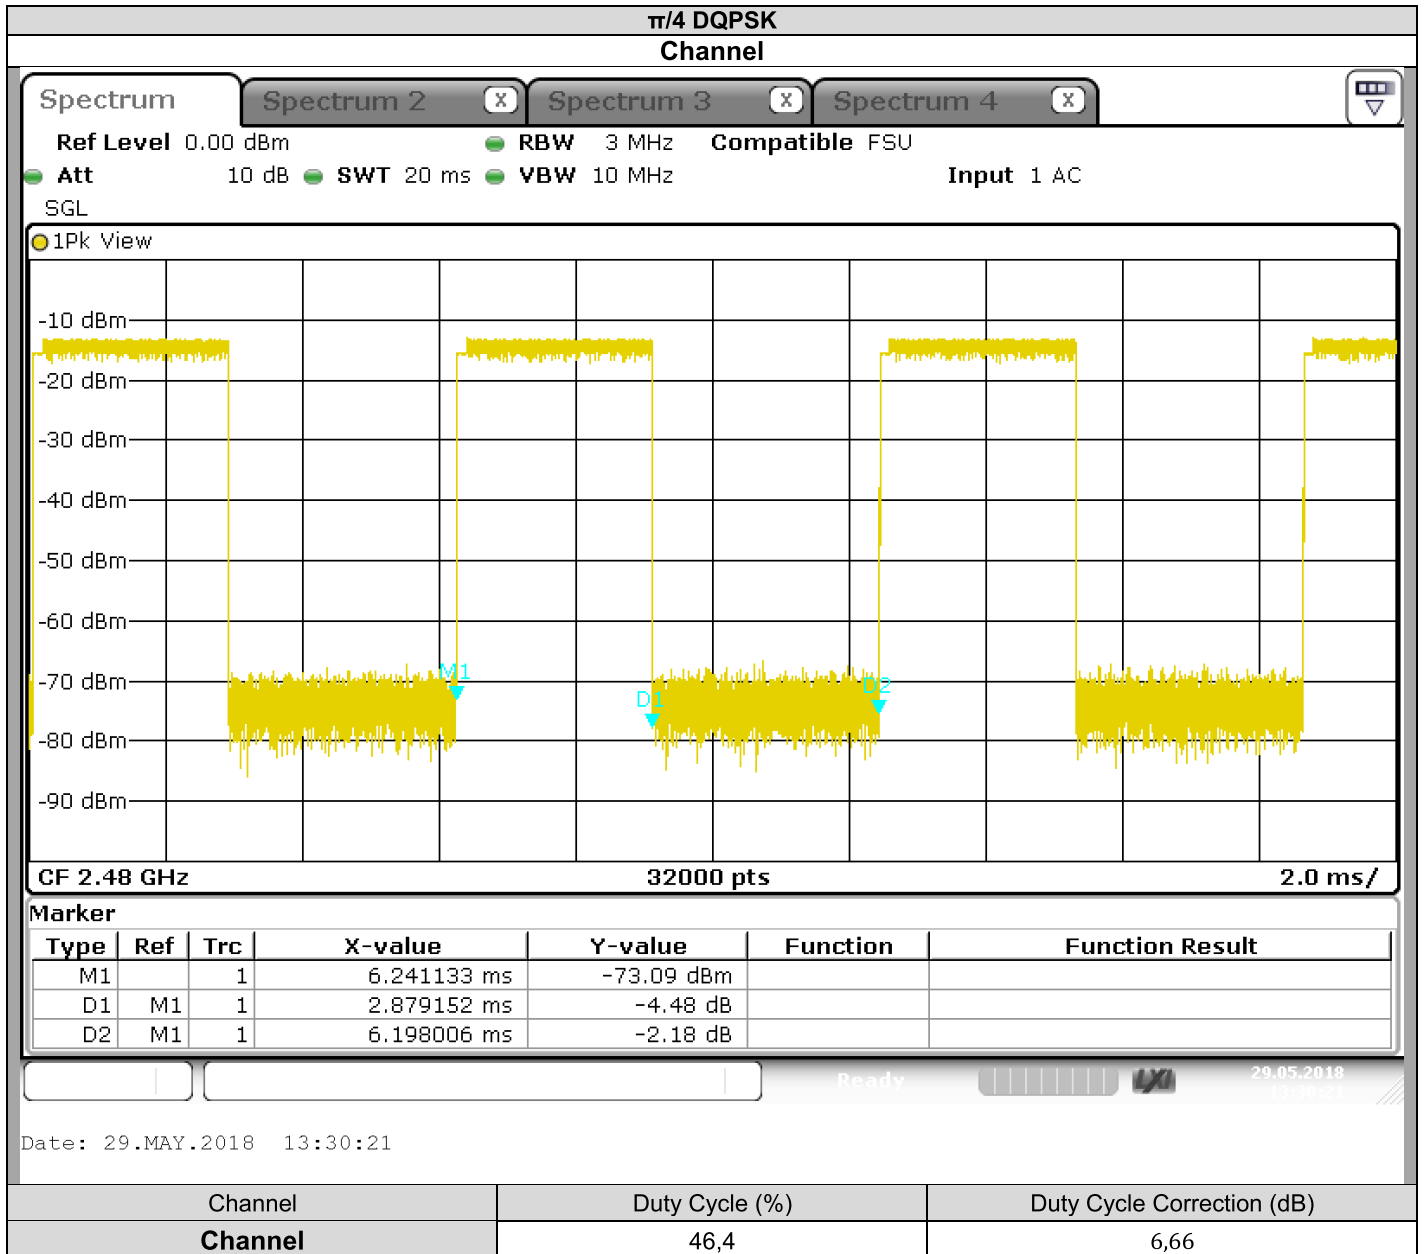 π/4 DQPSK
Channel
Spectrum Spectrum 2 X Spectrum 3 X Spectrum 4 X
Ref Level 0.00 dBm RBW 3 MHz Compatible FSU
Att 10 dB SWT 20 ms VBW 10 MHz Input 1 AC
SGL
1Pk View
-10 dBm
-20 dBm
-30 dBm
-40 dBm
-50 dBm
-60 dBm
M1
-70 dBm
D1 D2
-80 dBm
-90 dBm
CF 2.48 GHz 32000 pts 2.0 ms/
Marker
Type Ref Trc X-value Y-value Function Function Result
M1 1 6.241133 ms -73.09 dBm
D1 M1 1 2.879152 ms -4.48 dB
D2 M1 1 6.198006 ms -2.18 dB
Ready LXI 29.05.2018
13:30:21
Date: 29.MAY.2018 13:30:21
Channel Duty Cycle (%) Duty Cycle Correction (dB)
Channel 46,4 6,66